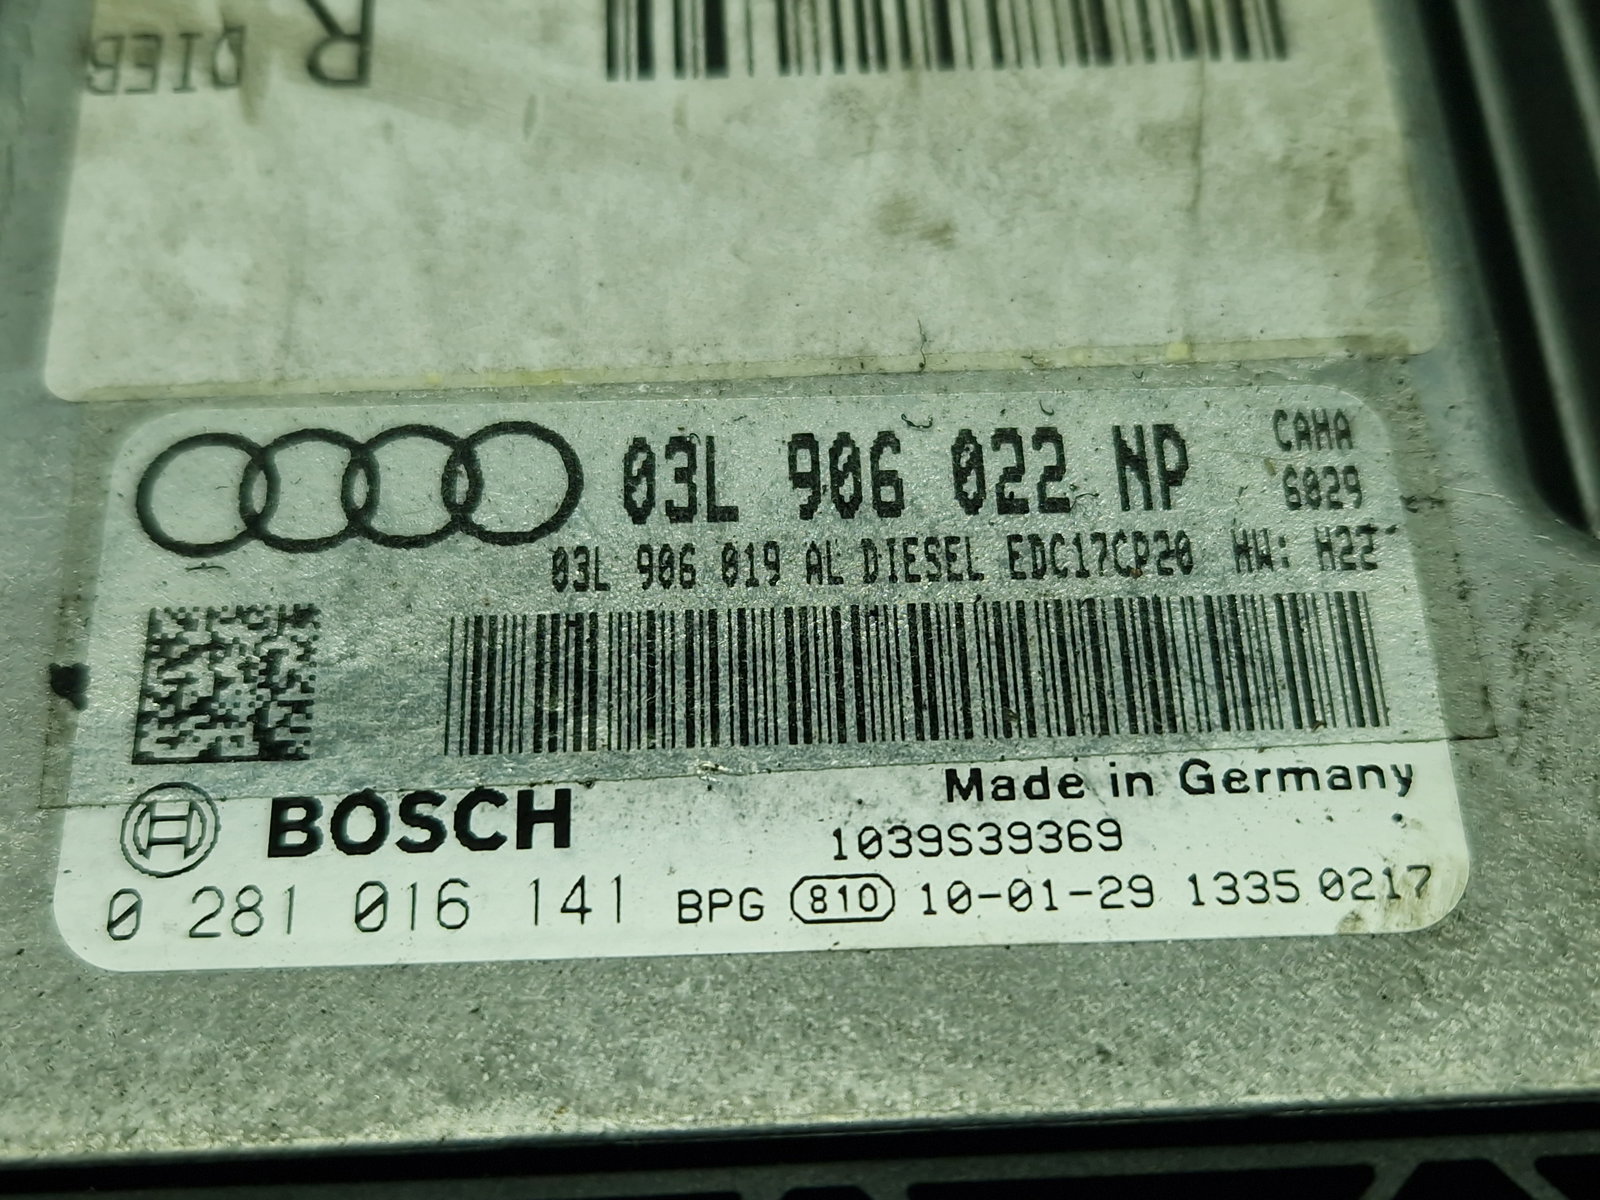 R DIEB
03L 906 022 NP
CAHA
6029
03L 906 019 AL DIESEL EDC17CP20 HW: H22
Made in Germany
BOSCH
1039S39369
0 281 016 141 BPG 810 10-01-29 1335 0217